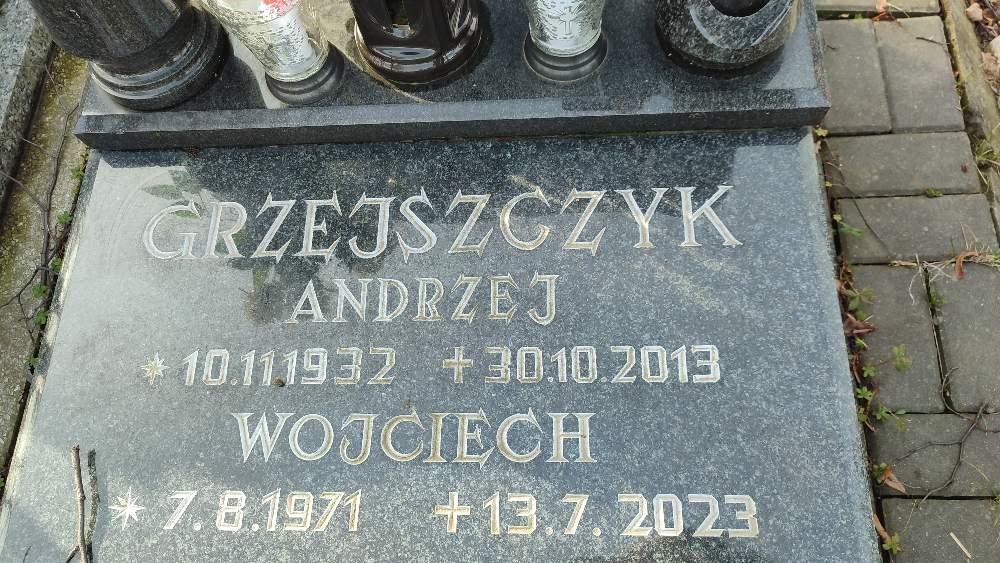 GRZEJSZCZYK
ANDRZEJ
* 10.11.1932 + 30.10.2013
WOJCIECH
* 7.8.1971 + 13.7.2023